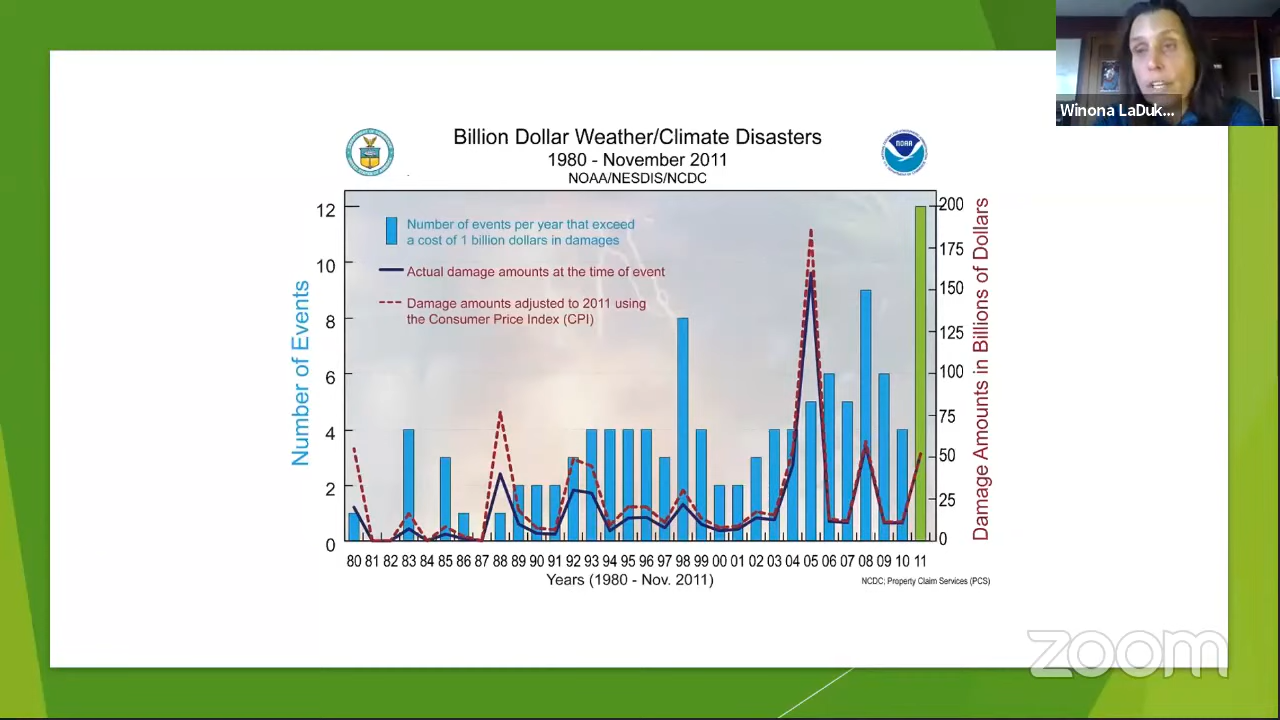 Winona LaDuk...
Billion Dollar Weather/Climate Disasters
1980 - November 2011
NOAA/NESDIS/NCDC
NOAA
Number of events per year that exceed
a cost of 1 billion dollars in damages
Actual damage amounts at the time of event
Damage amounts adjusted to 2011 using
the Consumer Price Index (CPI)
Number of Events
12
10
8
6
4
2
0
200
175
150
125
100
75
50
25
0
Damage Amounts in Billions of Dollars
80 81 82 83 84 85 86 87 88 89 90 91 92 93 94 95 96 97 98 99 00 01 02 03 04 05 06 07 08 09 10 11
Years (1980 - Nov. 2011)
NCDC; Property Claim Services (PCS)
zoom